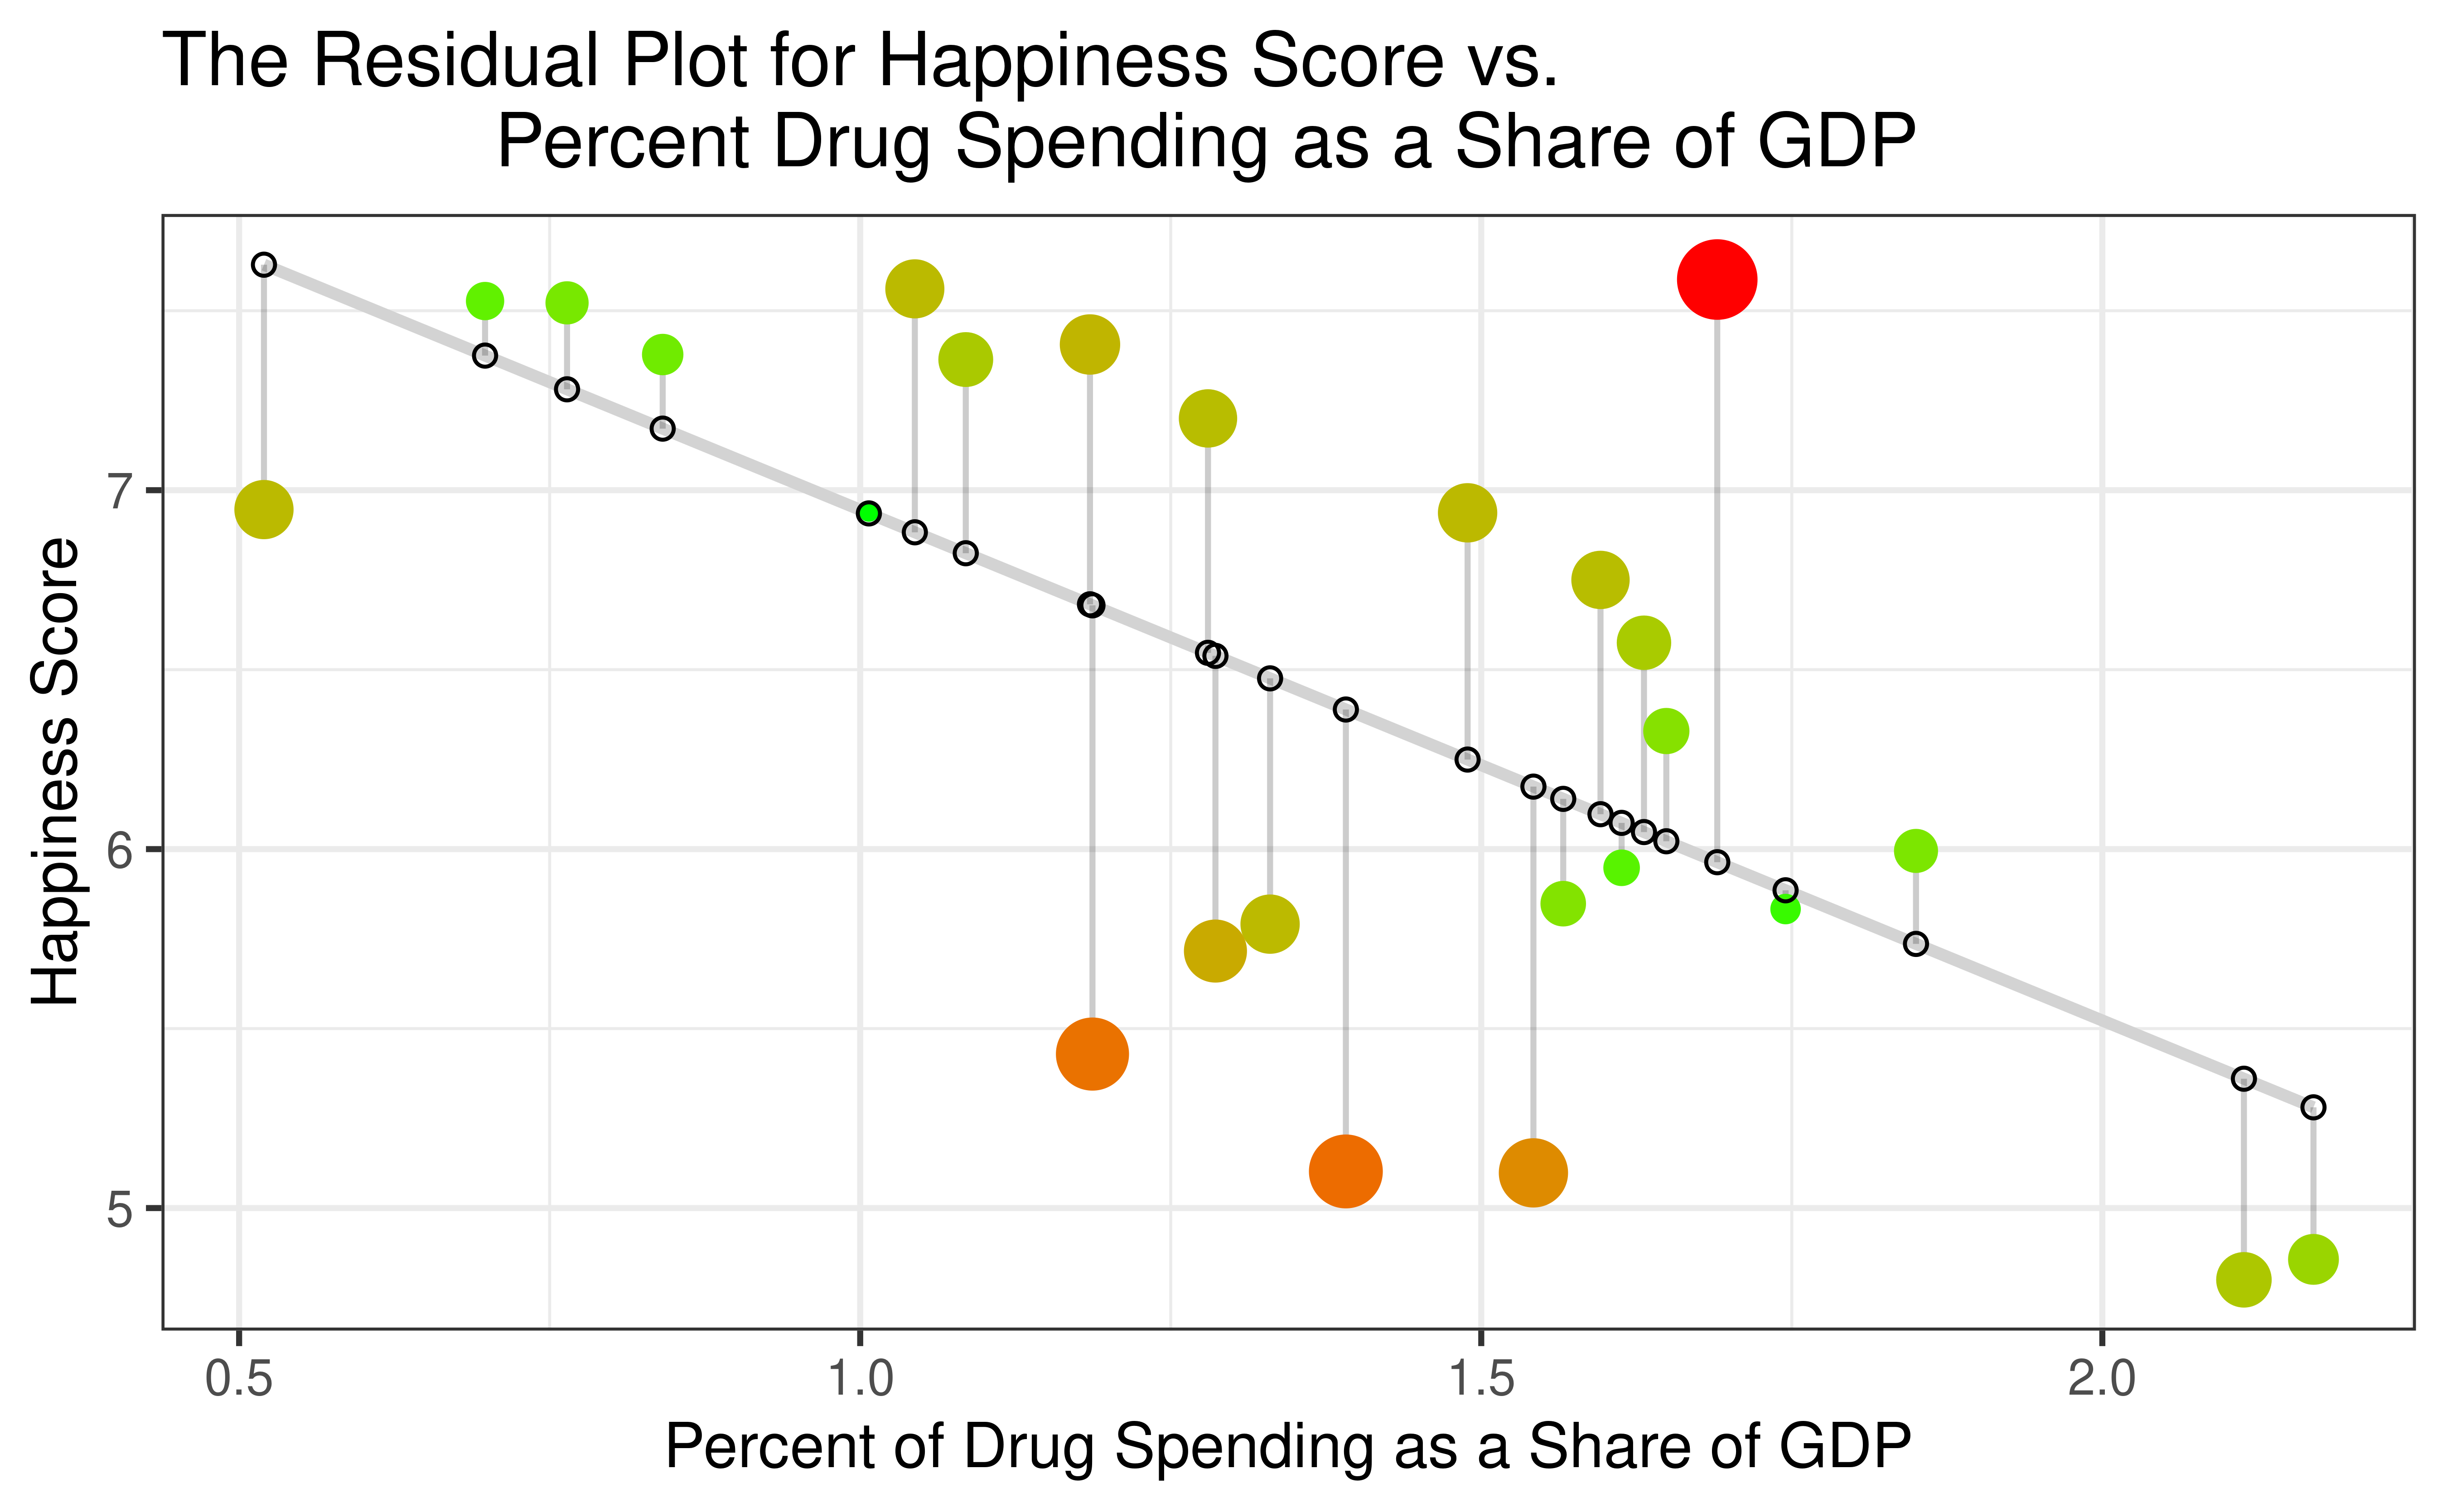 The Residual Plot for Happiness Score vs.
Percent Drug Spending as a Share of GDP
Happiness Score
7
6
5
0.5 1.0 1.5 2.0
Percent of Drug Spending as a Share of GDP